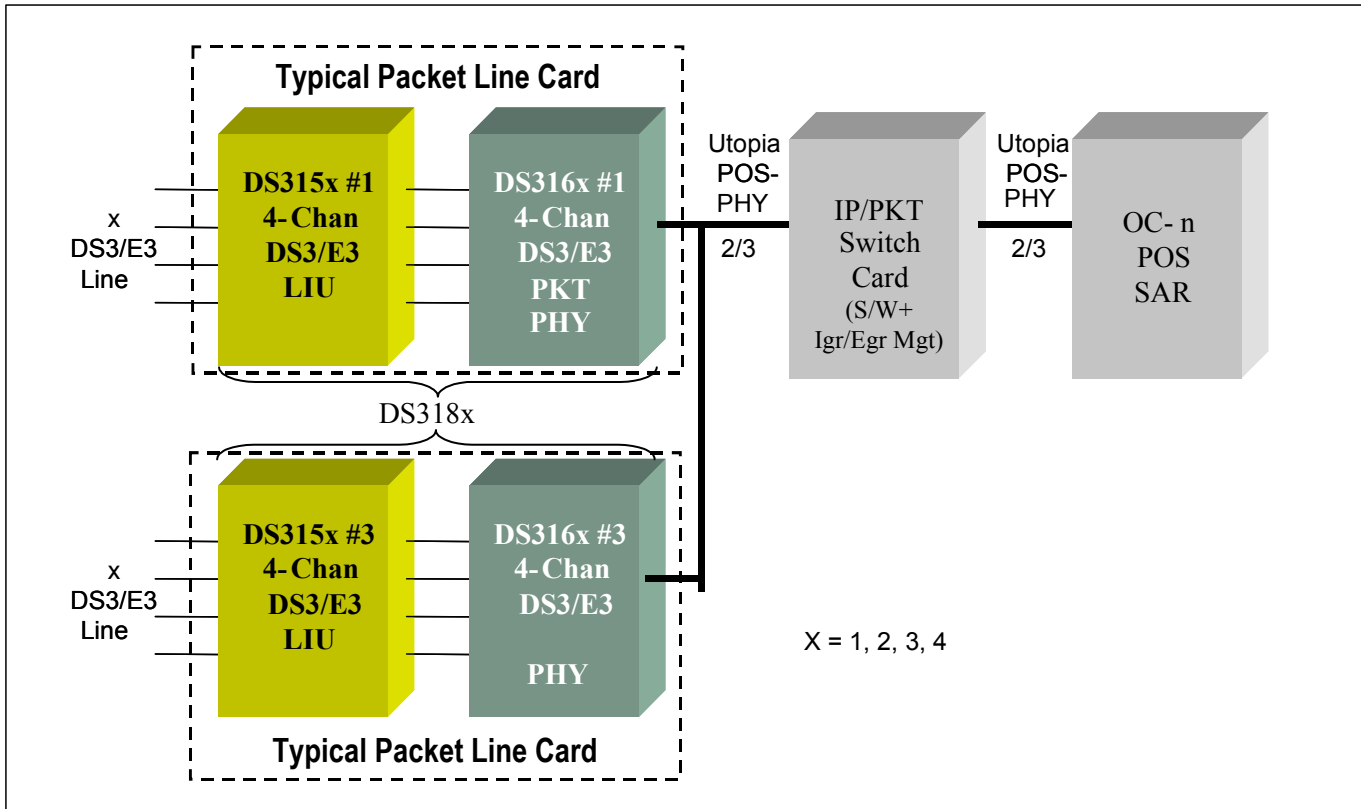 Typical Packet Line Card
DS315x #1
4-Chan
DS3/E3
LIU
DS316x #1
4-Chan
DS3/E3
PKT
PHY
x
DS3/E3
Line
Utopia
POS-
PHY
2/3
IP/PKT
Switch
Card
(S/W+
Igr/Egr Mgt)
Utopia
POS-
PHY
2/3
OC- n
POS
SAR
DS318x
DS315x #3
4-Chan
DS3/E3
LIU
DS316x #3
4-Chan
DS3/E3
PHY
x
DS3/E3
Line
X = 1, 2, 3, 4
Typical Packet Line Card